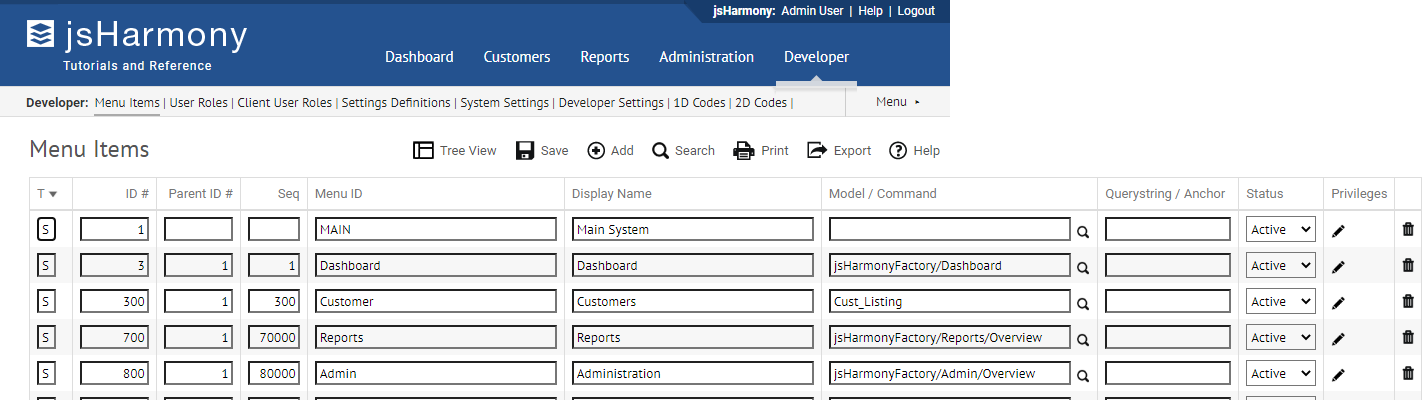 jsHarmony: Admin User | Help | Logout
jsHarmony
Tutorials and Reference
Dashboard Customers Reports Administration Developer
Developer: Menu Items | User Roles | Client User Roles | Settings Definitions | System Settings | Developer Settings | 1D Codes | 2D Codes | Menu
Menu Items
Tree View Save Add Search Print Export Help
T ID # Parent ID # Seq Menu ID Display Name Model / Command Querystring / Anchor Status Privileges
S 1 MAIN Main System Active
S 3 1 1 Dashboard Dashboard jsHarmonyFactory/Dashboard Active
S 300 1 300 Customer Customers Cust_Listing Active
S 700 1 70000 Reports Reports jsHarmonyFactory/Reports/Overview Active
S 800 1 80000 Admin Administration jsHarmonyFactory/Admin/Overview Active